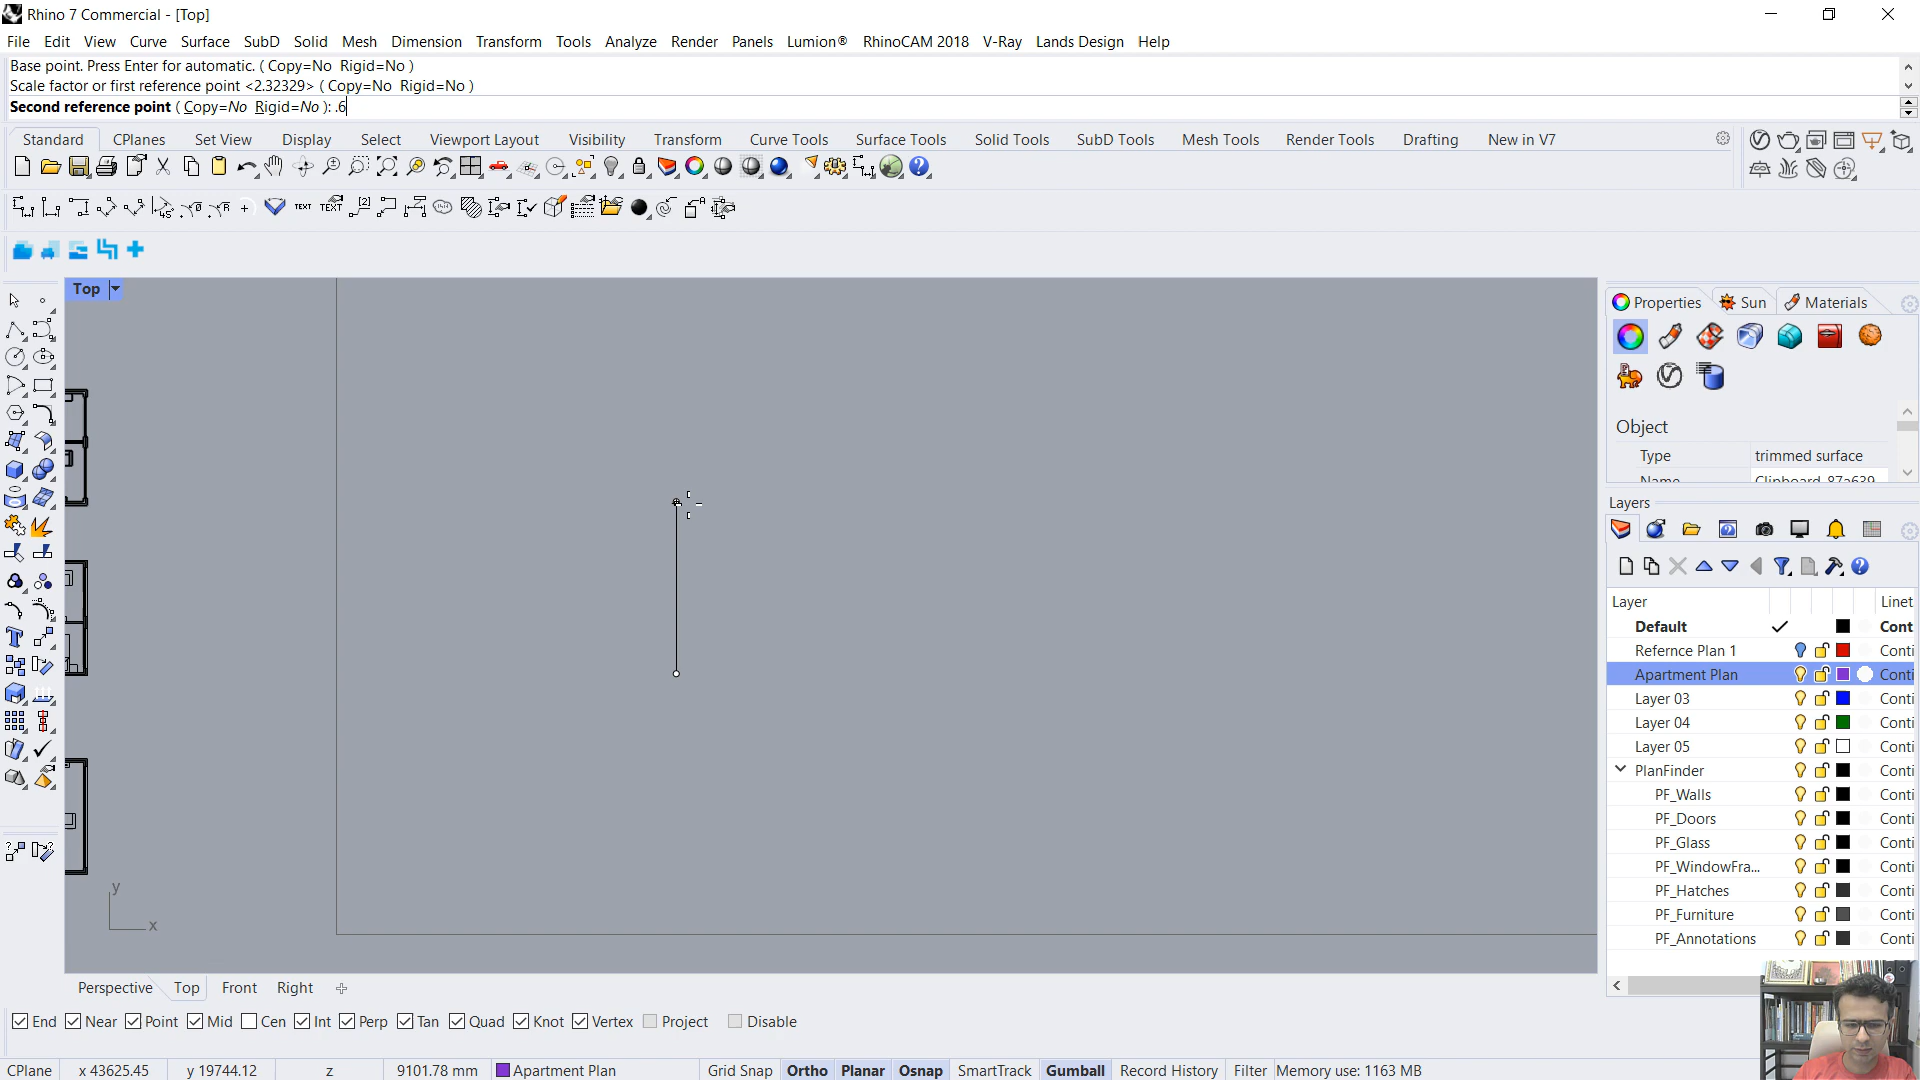 Rhino 7 Commercial - [Top]
File Edit View Curve Surface SubD Solid Mesh Dimension Transform Tools Analyze Render Panels Lumion® RhinoCAM 2018 V-Ray Lands Design Help
Base point. Press Enter for automatic. ( Copy=No Rigid=No )
Scale factor or first reference point <2.32329> ( Copy=No Rigid=No )
Second reference point ( Copy=No Rigid=No ): .6
Standard CPlanes Set View Display Select Viewport Layout Visibility Transform Curve Tools Surface Tools Solid Tools SubD Tools Mesh Tools Render Tools Drafting New in V7
Top
Properties Sun Materials
Object
Type trimmed surface
Name Clipboard_87a639
Layers
Layer Linet
Default Cont
Refernce Plan 1 Conti
Apartment Plan Conti
Layer 03 Conti
Layer 04 Conti
Layer 05 Conti
PlanFinder Conti
PF_Walls Conti
PF_Doors Conti
PF_Glass Conti
PF_WindowFra... Conti
PF_Hatches Conti
PF_Furniture Conti
PF_Annotations Conti
y
x
Perspective Top Front Right
End Near Point Mid Cen Int Perp Tan Quad Knot Vertex Project Disable
CPlane x 43625.45 y 19744.12 z 9101.78 mm Apartment Plan Grid Snap Ortho Planar Osnap SmartTrack Gumball Record History Filter Memory use: 1163 MB